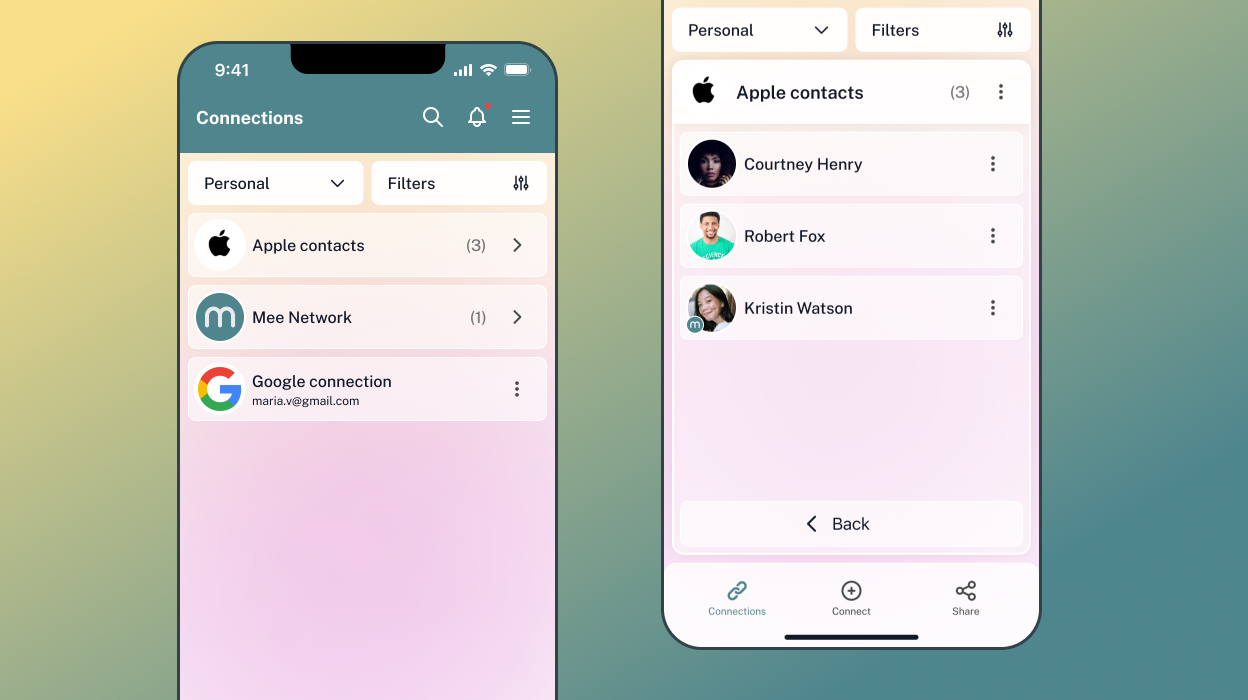 9:41
Connections
Personal
Filters
Apple contacts
(3)
Mee Network
(1)
Google connection
maria.v@gmail.com
Personal
Filters
Apple contacts
(3)
Courtney Henry
Robert Fox
Kristin Watson
Back
Connections
Connect
Share